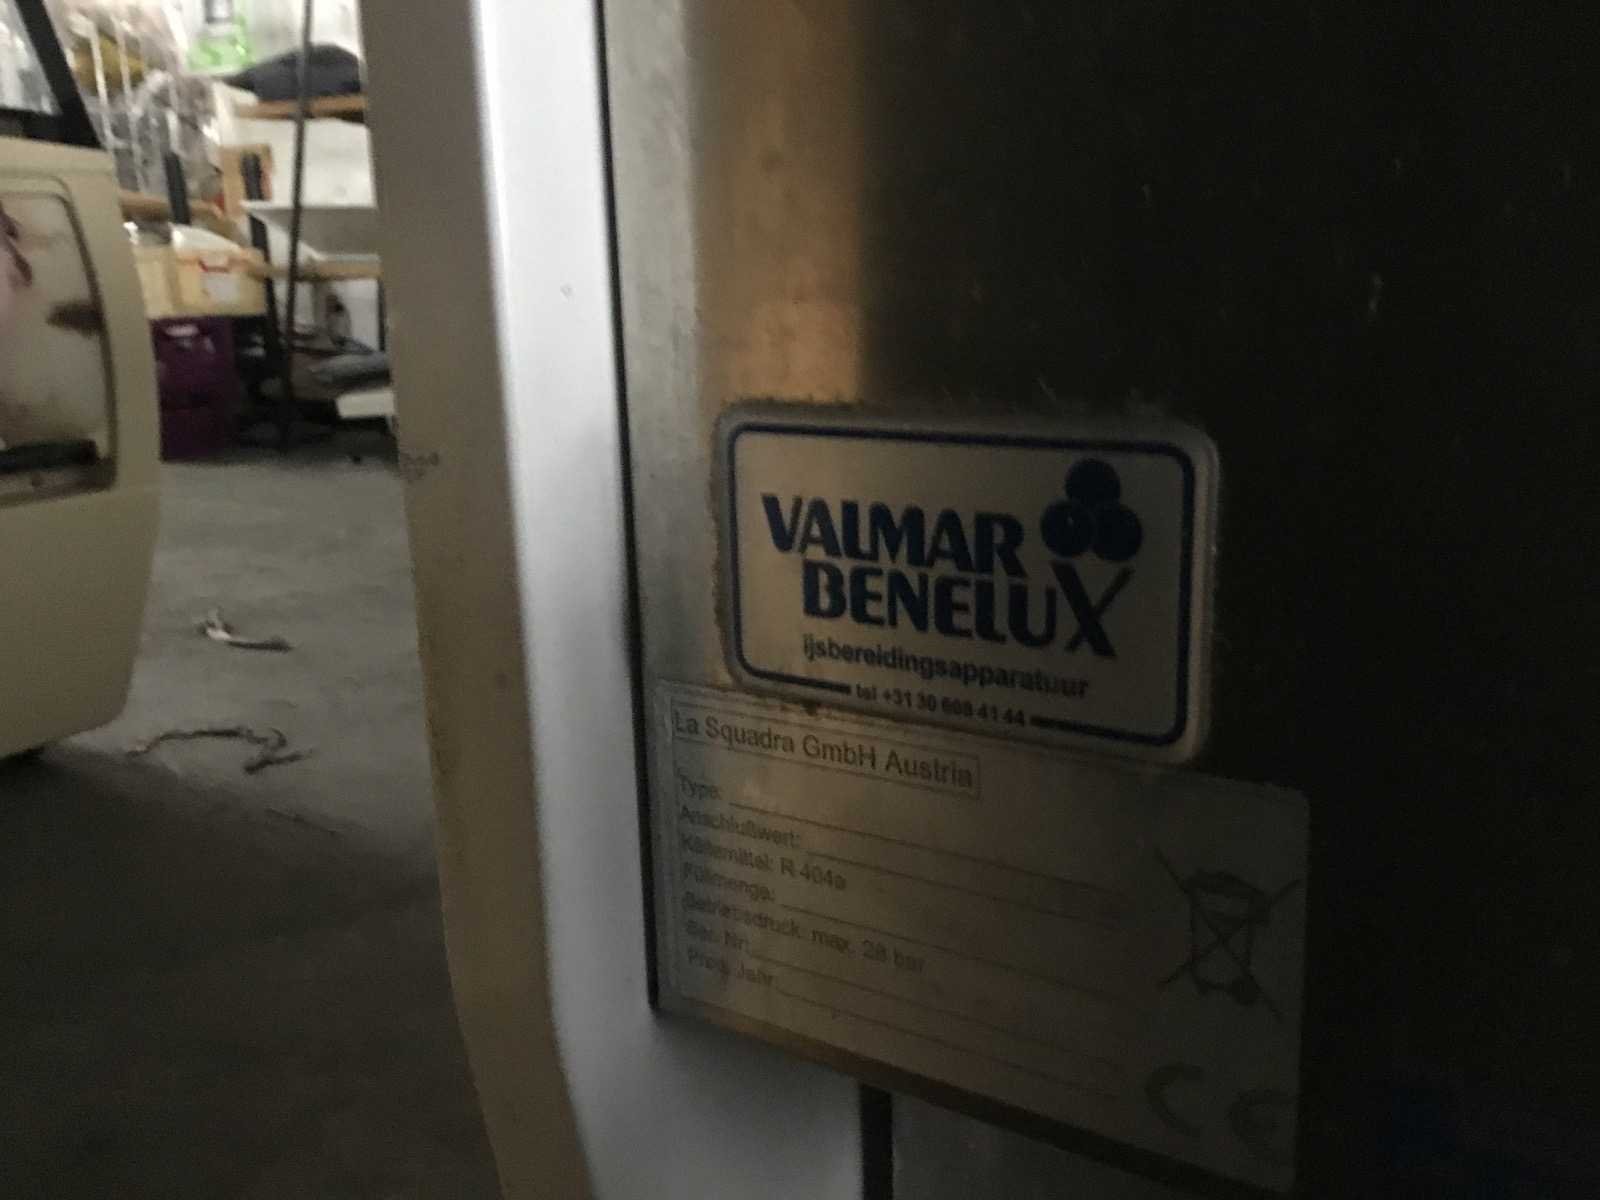 VALMAR
BENELUX
ijsbereidingsapparatuur
tel +31 30 608 41 44
La Squadra GmbH Austria
Type:
Anschlußwert:
Kältemittel: R 404a
Füllmenge:
Betriebsdruck: max. 28 bar
Ser. Nr:
Prod. Jahr:
CE